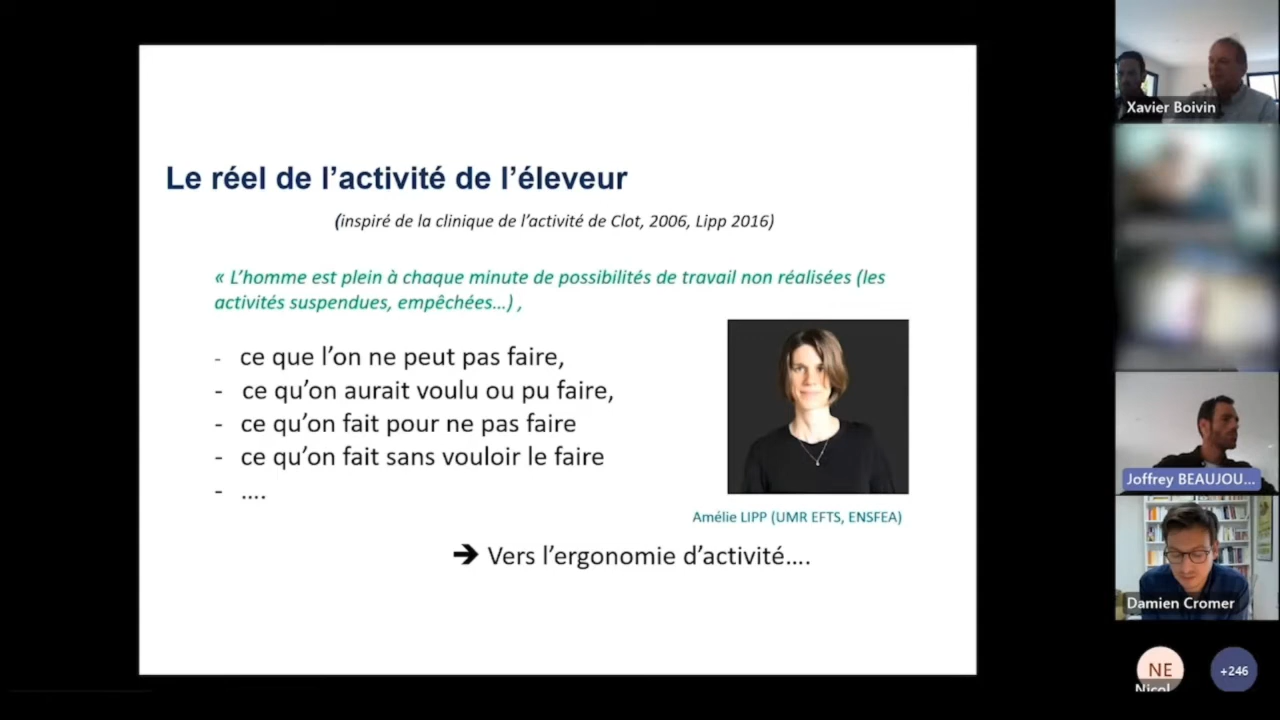 Le réel de l'activité de l'éleveur
(inspiré de la clinique de l'activité de Clot, 2006, Lipp 2016)
« L'homme est plein à chaque minute de possibilités de travail non réalisées (les
activités suspendues, empêchées…) ,
- ce que l'on ne peut pas faire,
- ce qu'on aurait voulu ou pu faire,
- ce qu'on fait pour ne pas faire
- ce qu'on fait sans vouloir le faire
- ….
Amélie LIPP (UMR EFTS, ENSFEA)
➔ Vers l'ergonomie d'activité….
Xavier Boivin
Joffrey BEAUJOU...
Damien Cromer
NE
Nicol
+246